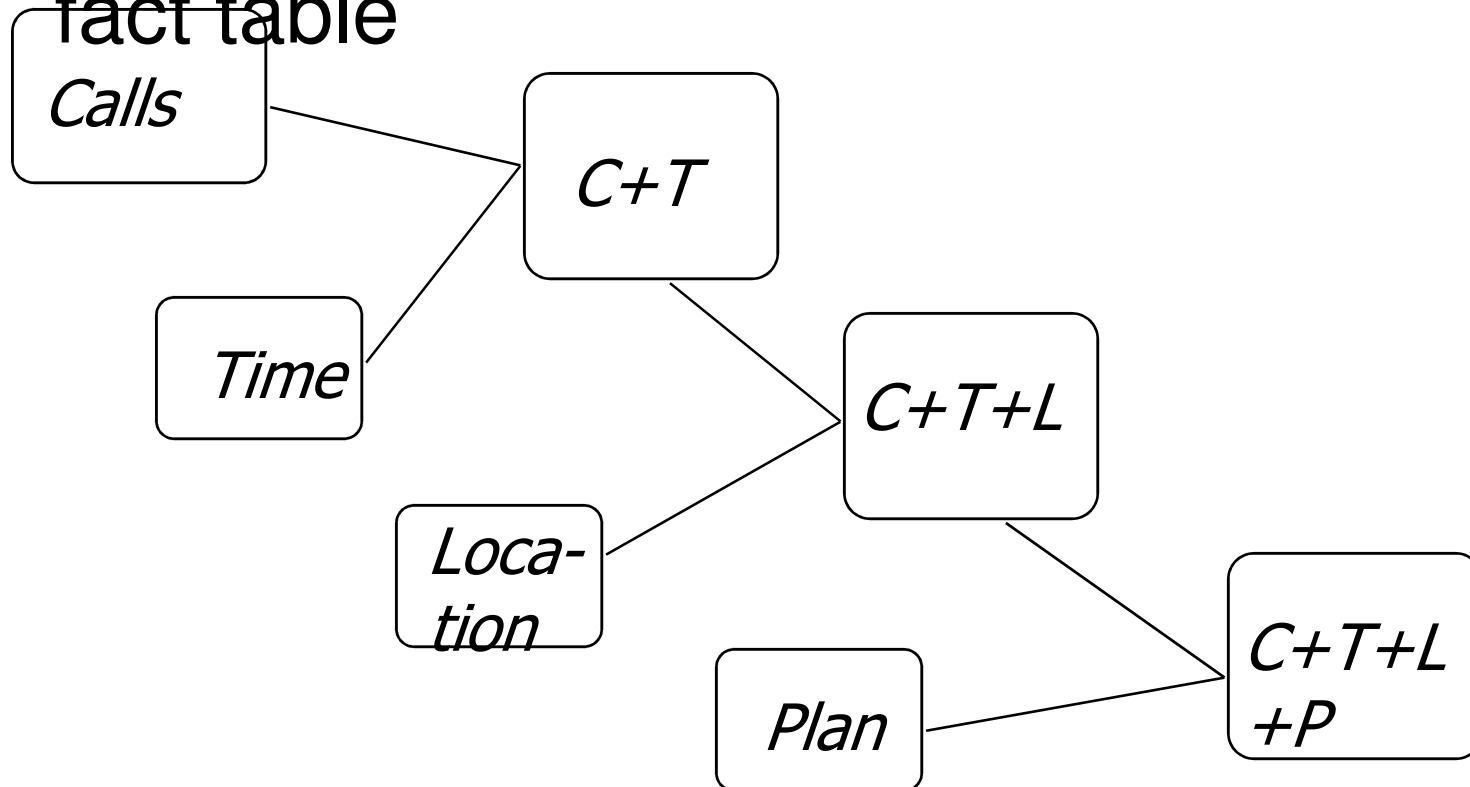 fact table
Calls
C+T
Time
C+T+L
Loca-
tion
C+T+L
+P
Plan